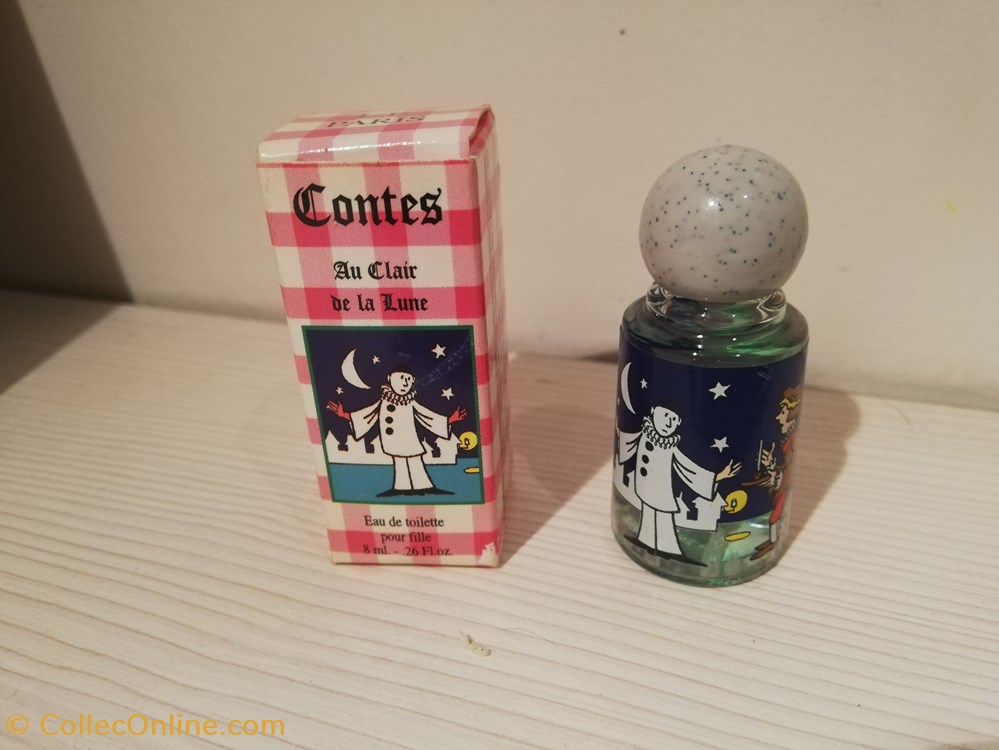 PARIS
Contes
Au Clair
de la Lune
Eau de toilette
pour fille
8 ml. - .26 Fl.oz.
© CollecOnline.com